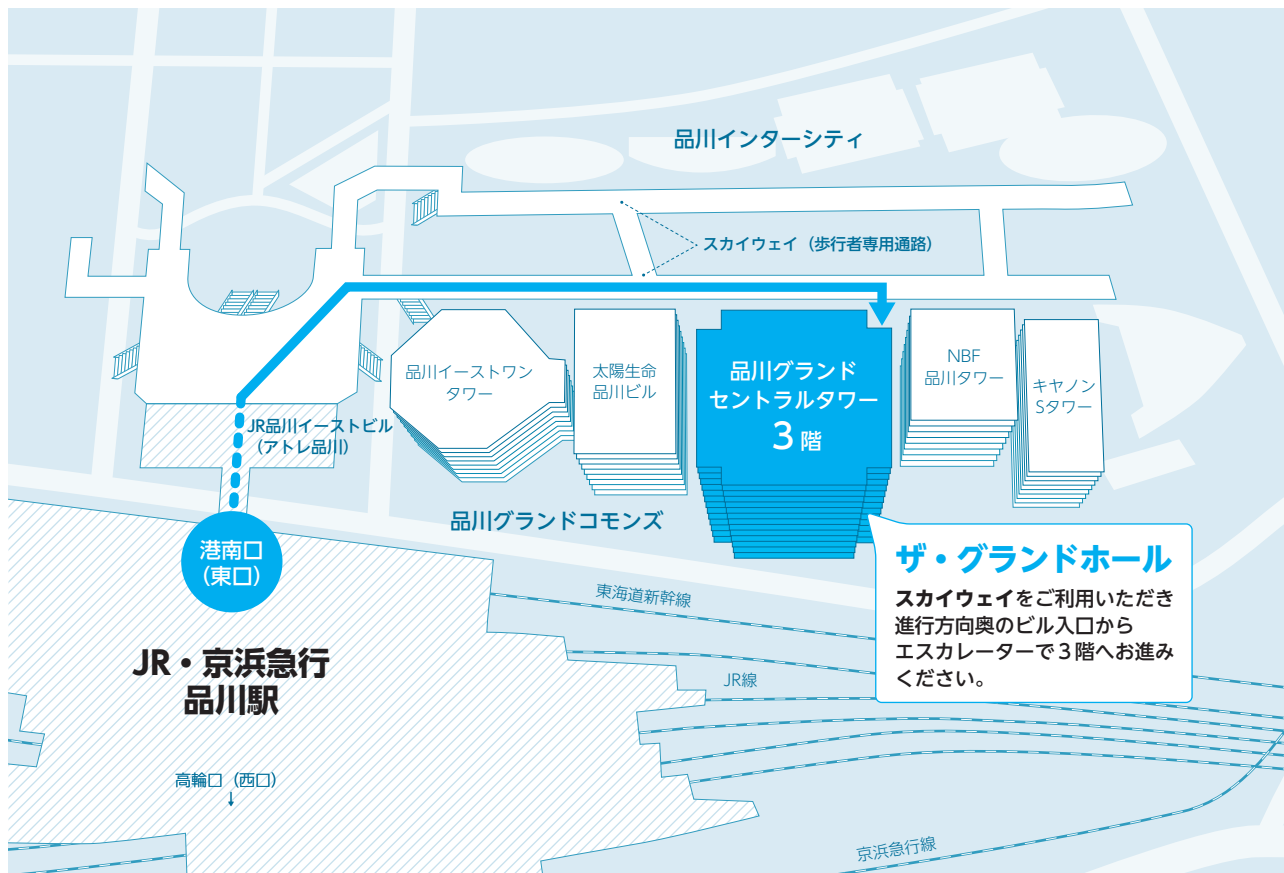 品川インターシティ
スカイウェイ（歩行者専用通路）
品川イーストワン
タワー
太陽生命
品川ビル
品川グランド
セントラルタワー
3階
NBF
品川タワー
キヤノン
Sタワー
JR品川イーストビル
（アトレ品川）
品川グランドコモンズ
港南口
（東口）
ザ・グランドホール
スカイウェイをご利用いただき
進行方向奥のビル入口から
エスカレーターで３階へお進み
ください。
東海道新幹線
JR・京浜急行
品川駅
JR線
高輪口（西口）
↓
京浜急行線